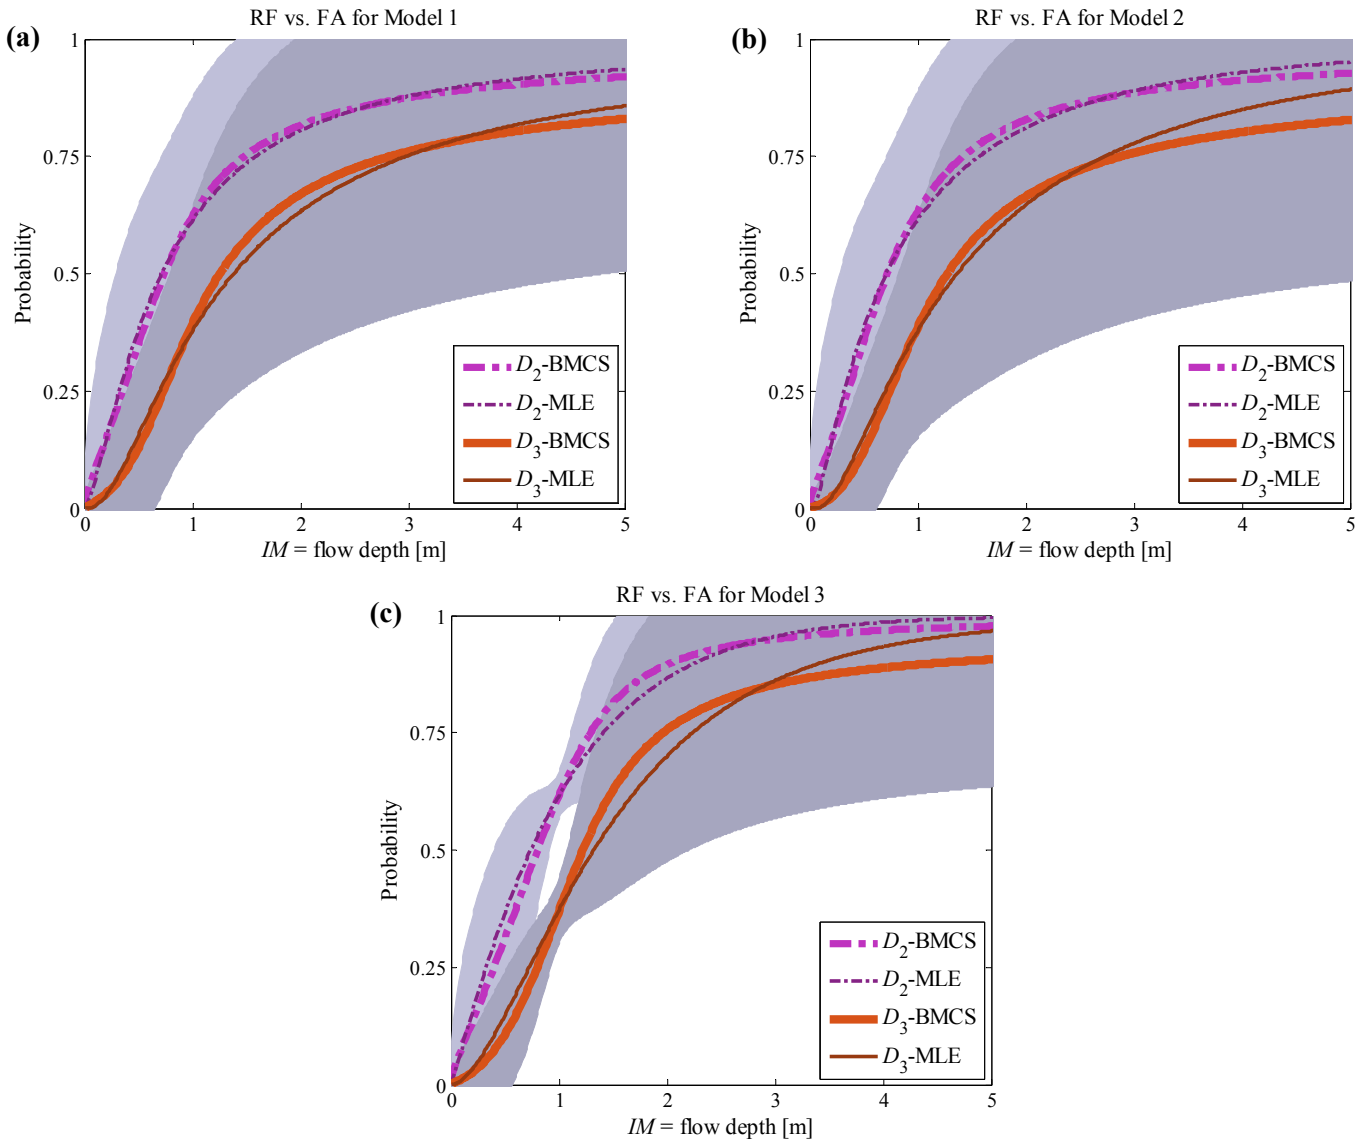 RF vs. FA for Model 1
(a)
1
0.75
0.5
0.25
0
Probability
D2-BMCS
D2-MLE
D3-BMCS
D3-MLE
0 1 2 3 4 5
IM = flow depth [m]
RF vs. FA for Model 2
(b)
1
0.75
0.5
0.25
0
Probability
D2-BMCS
D2-MLE
D3-BMCS
D3-MLE
0 1 2 3 4 5
IM = flow depth [m]
RF vs. FA for Model 3
(c)
1
0.75
0.5
0.25
0
Probability
D2-BMCS
D2-MLE
D3-BMCS
D3-MLE
0 1 2 3 4 5
IM = flow depth [m]